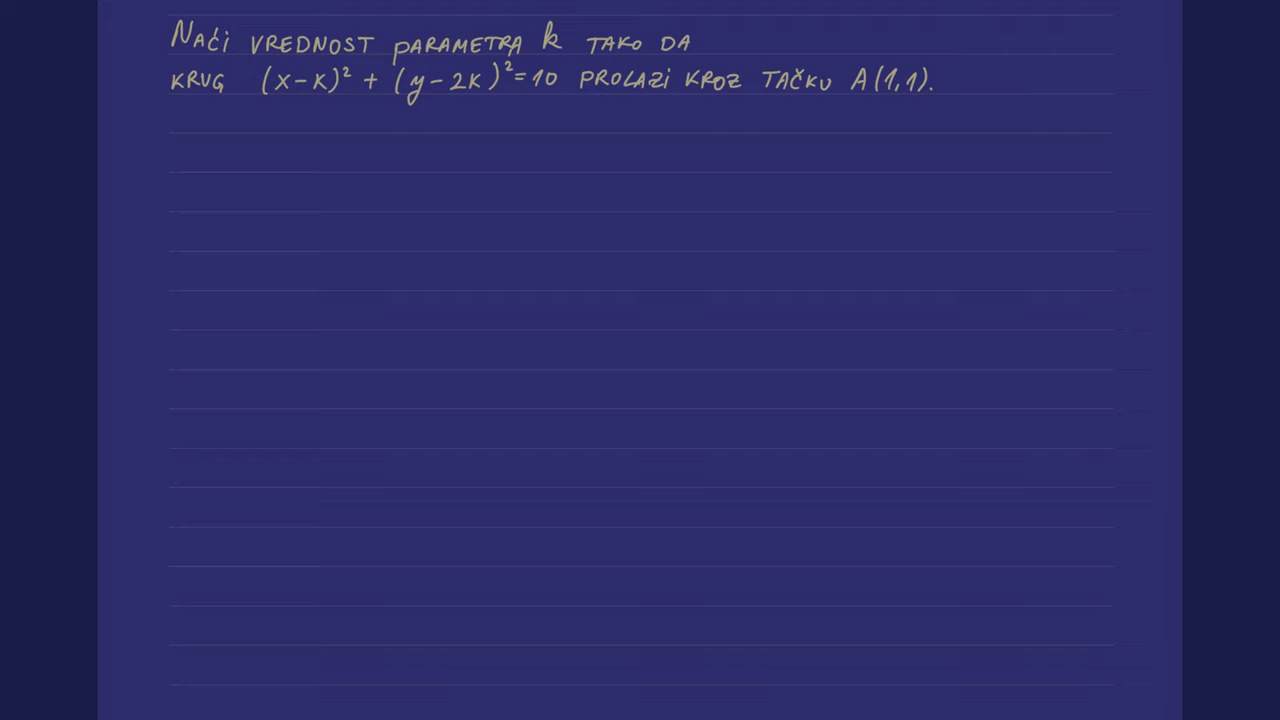 Naći VREDNOST PARAMETRA k TAKO DA
KRUG (x-k)² + (y-2k)²=10 PROLAZi KROZ TAČKU A(1,1).